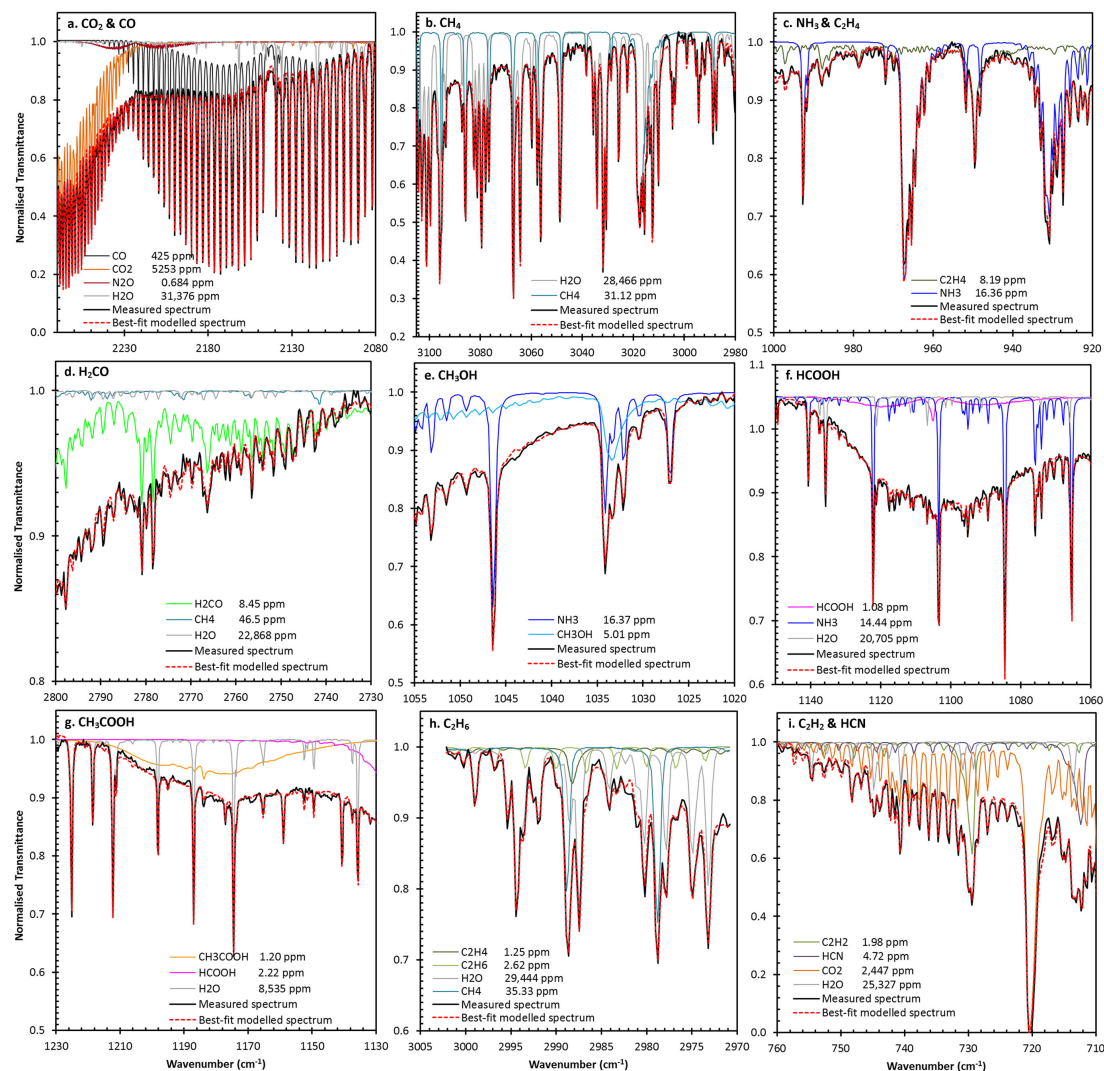 a. CO2 & CO
Normalised Transmittance
1.0
0.8
0.6
0.4
0.2
0.0
CO 425 ppm
CO2 5253 ppm
N2O 0.684 ppm
H2O 31,376 ppm
Measured spectrum
Best-fit modelled spectrum
2230 2180 2130 2080
b. CH4
1.0
0.9
0.8
0.7
0.6
0.5
0.4
0.3
0.2
H2O 28,466 ppm
CH4 31.12 ppm
Measured spectrum
Best-fit modelled spectrum
3100 3080 3060 3040 3020 3000 2980
c. NH3 & C2H4
1.0
0.9
0.8
0.7
0.6
0.5
C2H4 8.19 ppm
NH3 16.36 ppm
Measured spectrum
Best-fit modelled spectrum
1000 980 960 940 920
d. H2CO
Normalised Transmittance
1.0
0.9
0.8
H2CO 8.45 ppm
CH4 46.5 ppm
H2O 22,868 ppm
Measured spectrum
Best-fit modelled spectrum
2800 2790 2780 2770 2760 2750 2740 2730
e. CH3OH
1.0
0.9
0.8
0.7
0.6
0.5
NH3 16.37 ppm
CH3OH 5.01 ppm
Measured spectrum
Best-fit modelled spectrum
1055 1050 1045 1040 1035 1030 1025 1020
f. HCOOH
1.1
1.0
0.9
0.8
0.7
0.6
HCOOH 1.08 ppm
NH3 14.44 ppm
H2O 20,705 ppm
Measured spectrum
Best-fit modelled spectrum
1140 1120 1100 1080 1060
g. CH3COOH
Normalised Transmittance
1.0
0.9
0.8
0.7
0.6
0.5
CH3COOH 1.20 ppm
HCOOH 2.22 ppm
H2O 8,535 ppm
Measured spectrum
Best-fit modelled spectrum
1230 1210 1190 1170 1150 1130
Wavenumber (cm-1)
h. C2H6
1.0
0.9
0.8
0.7
0.6
C2H4 1.25 ppm
C2H6 2.62 ppm
H2O 29,444 ppm
CH4 35.33 ppm
Measured spectrum
Best-fit modelled spectrum
3005 3000 2995 2990 2985 2980 2975 2970
Wavenumber (cm-1)
i. C2H2 & HCN
1.0
0.8
0.6
0.4
0.2
0.0
C2H2 1.98 ppm
HCN 4.72 ppm
CO2 2,447 ppm
H2O 25,327 ppm
Measured spectrum
Best-fit modelled spectrum
760 750 740 730 720 710
Wavenumber (cm-1)